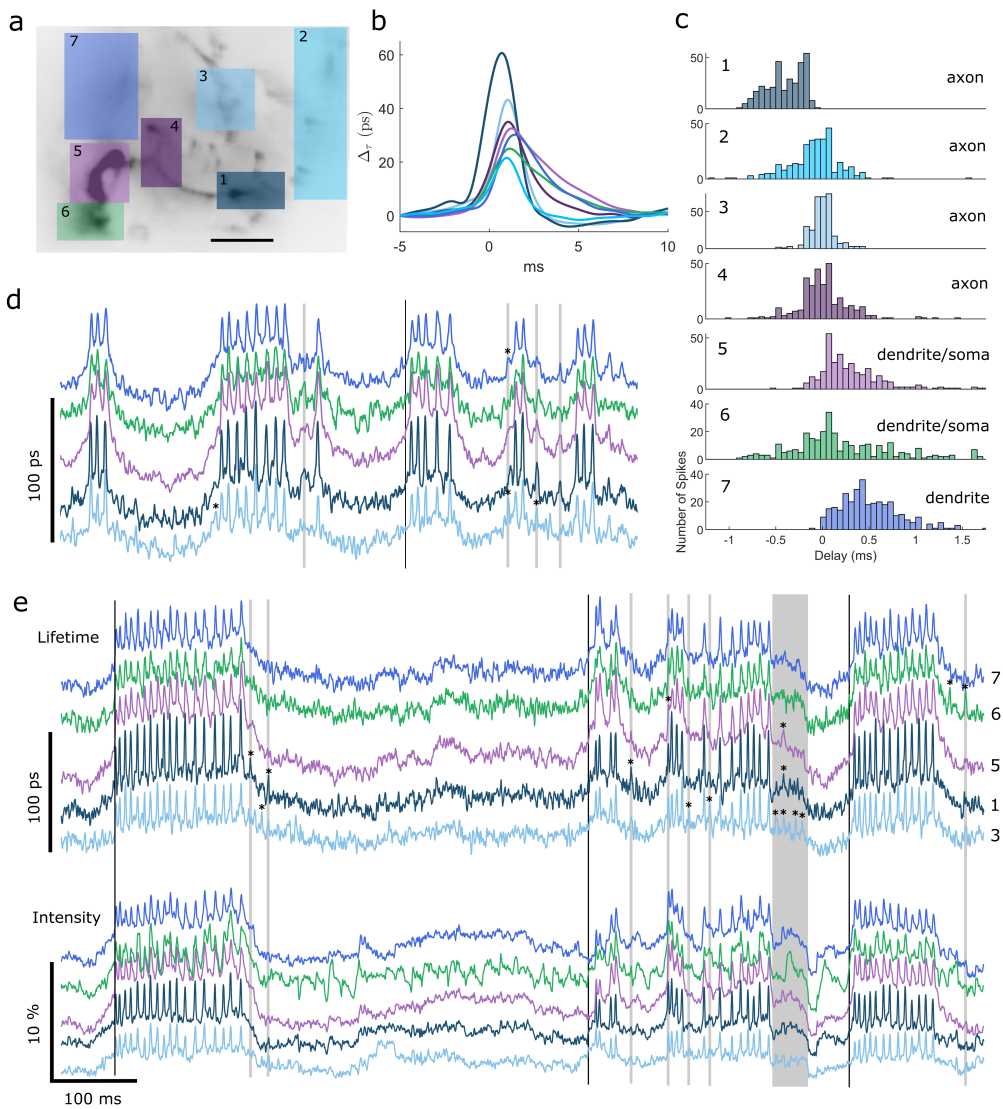 a
7
2
3
4
5
1
6
b
60
40
20
0
Δτ (ps)
-5
0
5
10
ms
c
1
axon
50
0
2
axon
50
0
3
axon
50
0
4
axon
50
0
5
dendrite/soma
50
0
6
dendrite/soma
40
20
0
7
dendrite
40
20
0
Number of Spikes
-1
-0.5
0
0.5
1
1.5
Delay (ms)
d
*
*
*
*
100 ps
e
Lifetime
7
6
5
1
3
* *
*
*
*
* *
*
*
*
*
* * * *
100 ps
Intensity
10 %
100 ms